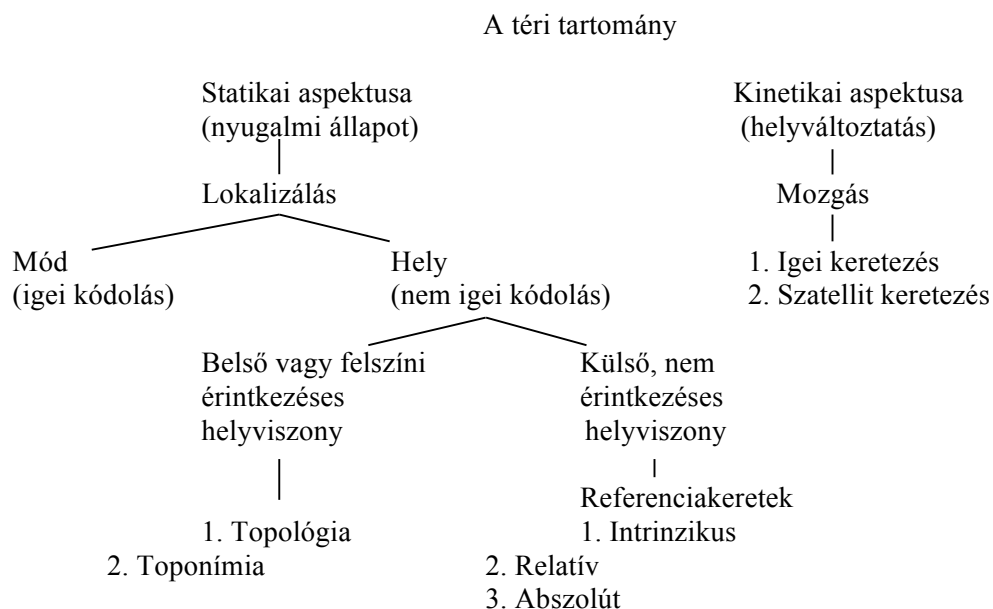 A téri tartomány
Statikai aspektusa
(nyugalmi állapot)
Kinetikai aspektusa
(helyváltoztatás)
Lokalizálás
Mozgás
Mód
(igei kódolás)
Hely
(nem igei kódolás)
1. Igei keretezés
2. Szatellit keretezés
Belső vagy felszíni
érintkezéses
helyviszony
Külső, nem
érintkezéses
helyviszony
1. Topológia
2. Toponímia
Referenciakeretek
1. Intrinzikus
2. Relatív
3. Abszolút